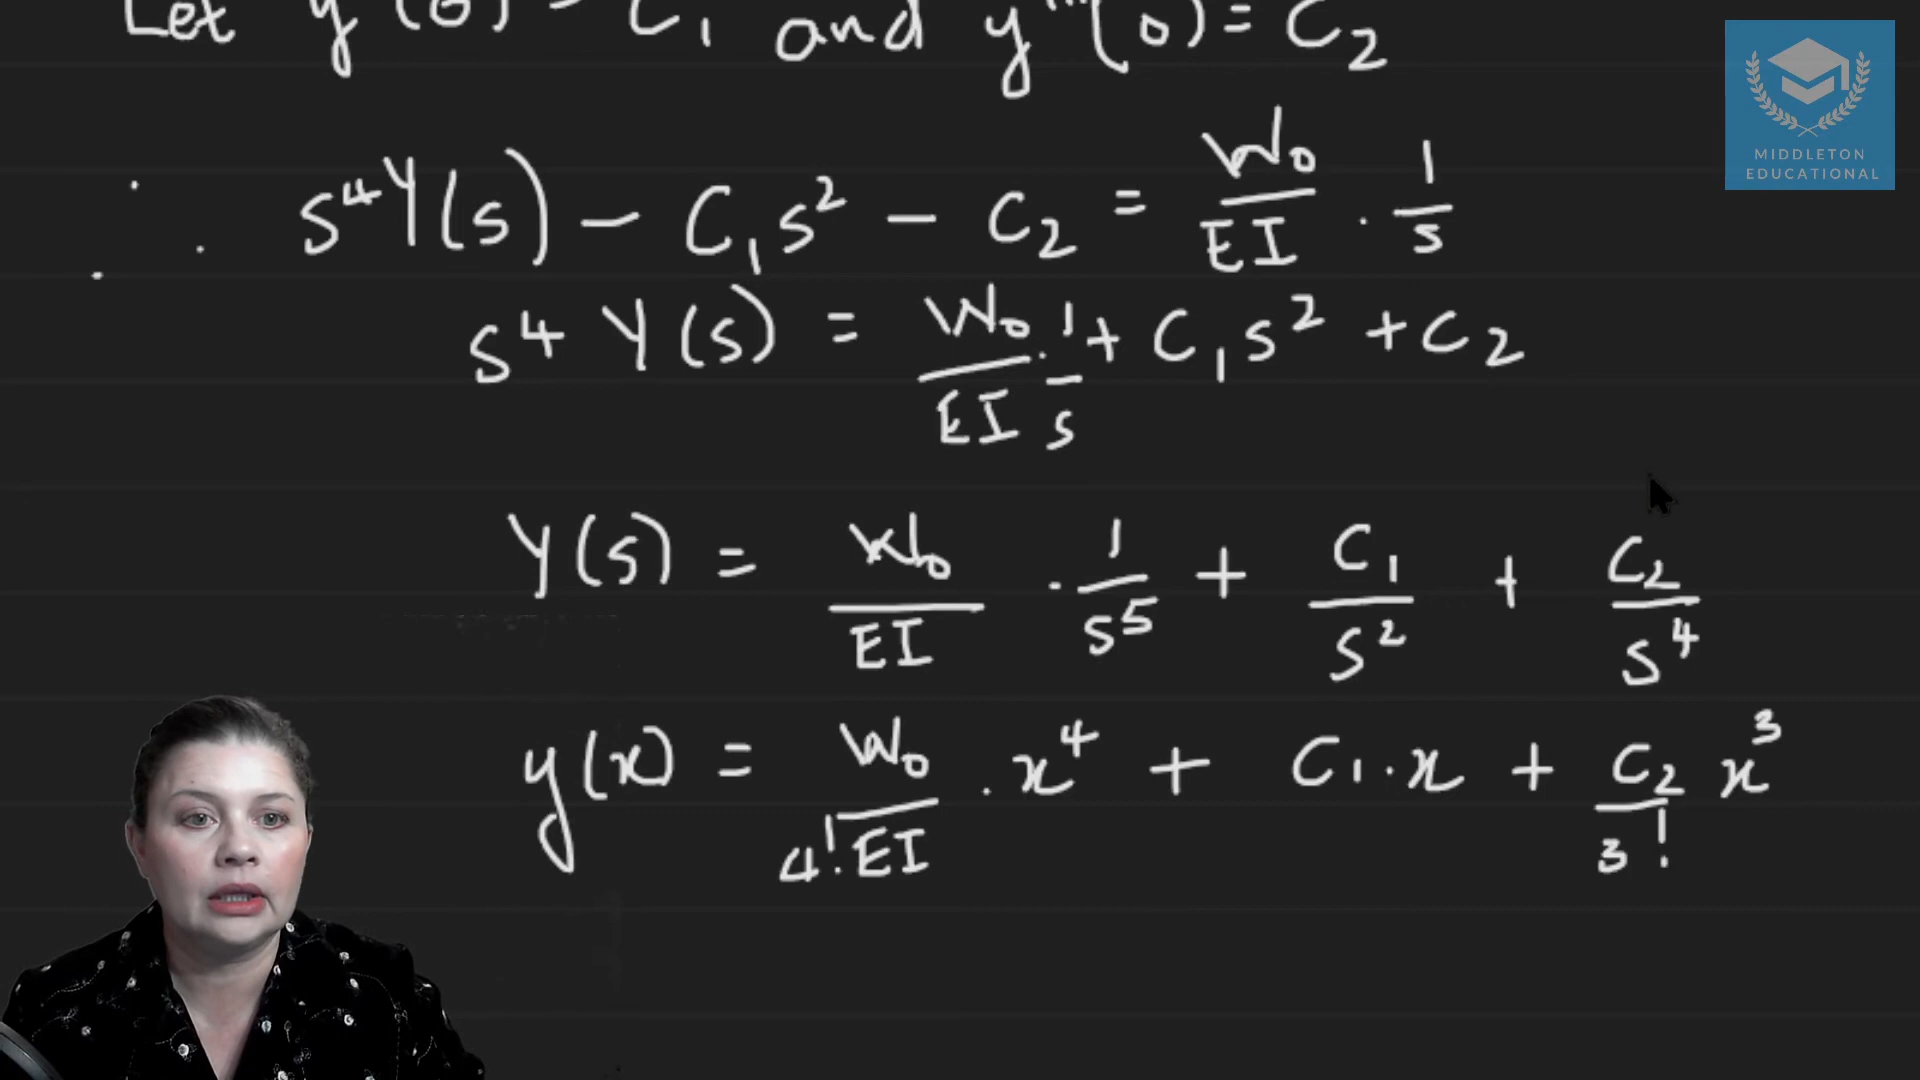 Let y'(0) = C₁ and y'''(0) = C₂
MIDDLETON
EDUCATIONAL
∴ s⁴Y(s) − C₁s² − C₂ = W₀/EI · 1/s
s⁴Y(s) = W₀/EI · 1/s + C₁s² + C₂
Y(s) = W₀/EI · 1/s⁵ + C₁/s² + C₂/s⁴
y(x) = W₀/4!EI · x⁴ + C₁·x + C₂/3! x³